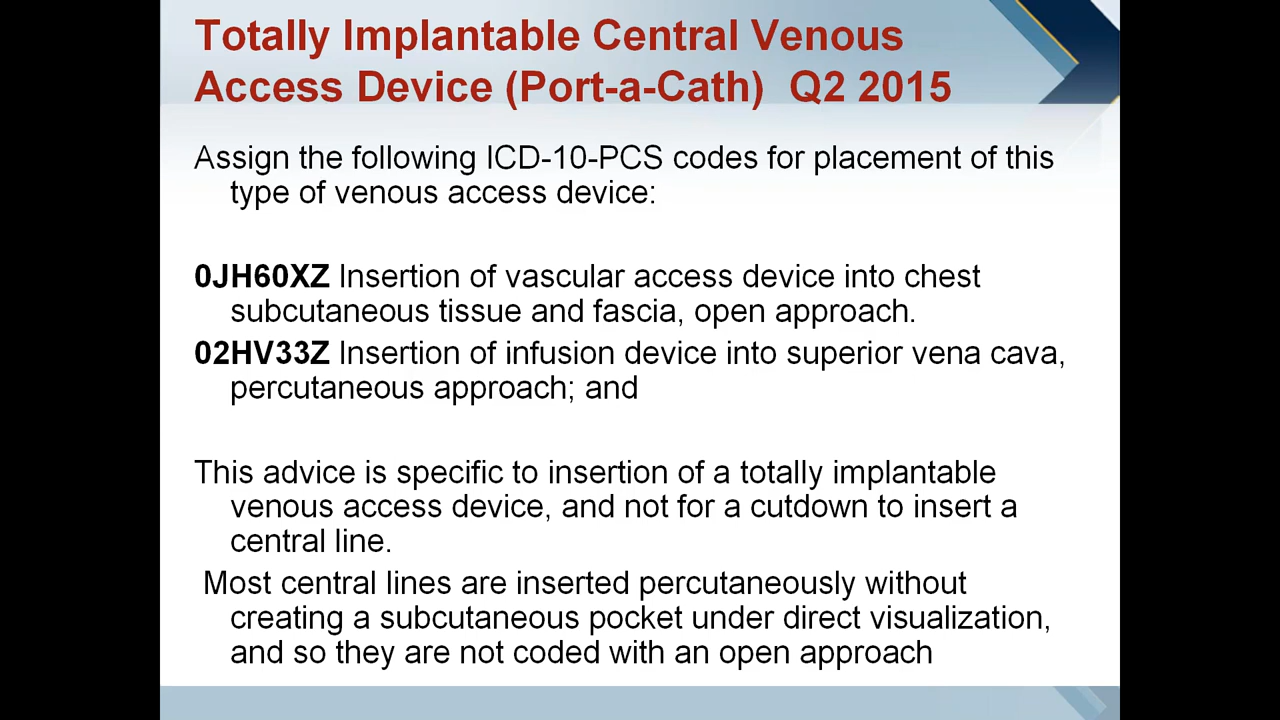 Totally Implantable Central Venous
Access Device (Port-a-Cath)  Q2 2015
Assign the following ICD-10-PCS codes for placement of this
type of venous access device:
0JH60XZ Insertion of vascular access device into chest
subcutaneous tissue and fascia, open approach.
02HV33Z Insertion of infusion device into superior vena cava,
percutaneous approach; and
This advice is specific to insertion of a totally implantable
venous access device, and not for a cutdown to insert a
central line.
Most central lines are inserted percutaneously without
creating a subcutaneous pocket under direct visualization,
and so they are not coded with an open approach